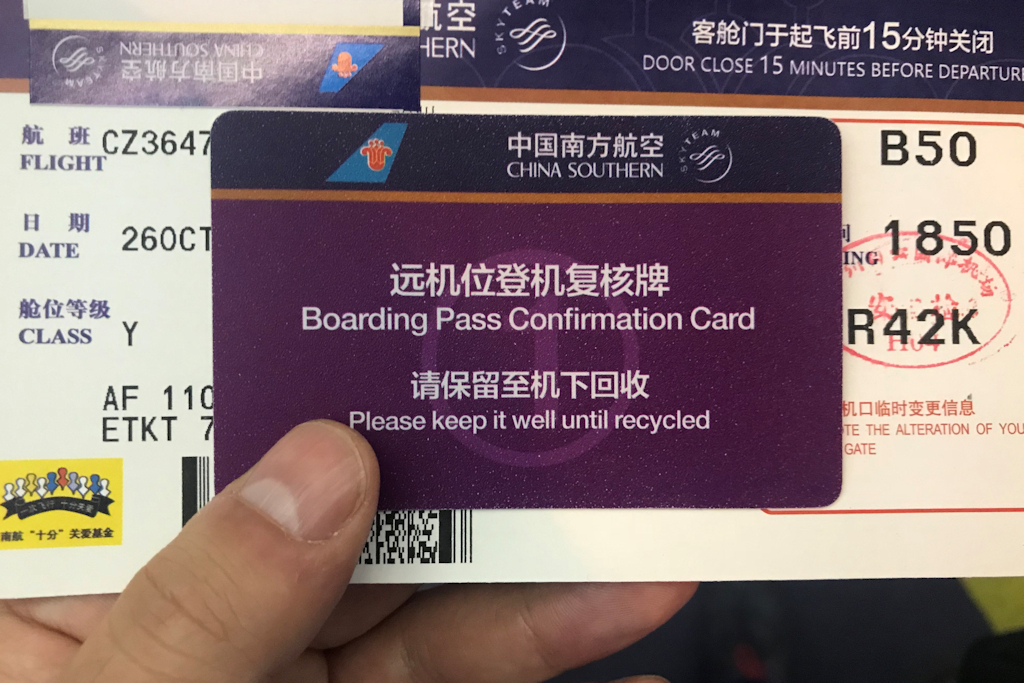 中国南方航空
CHINA SOUTHERN
SKYTEAM
航空
HERN
SKYTEAM
客舱门于起飞前15分钟关闭
DOOR CLOSE 15 MINUTES BEFORE DEPARTURE
航 班
FLIGHT
CZ3647
B50
日 期
DATE
26OCT
ING
1850
舱位等级
CLASS
Y
R42K
AF 110
ETKT 7
机口临时变更信息
TE THE ALTERATION OF YOU
GATE
南航“十分”关爱基金
中国南方航空
CHINA SOUTHERN
SKYTEAM
远机位登机复核牌
Boarding Pass Confirmation Card
请保留至机下回收
Please keep it well until recycled